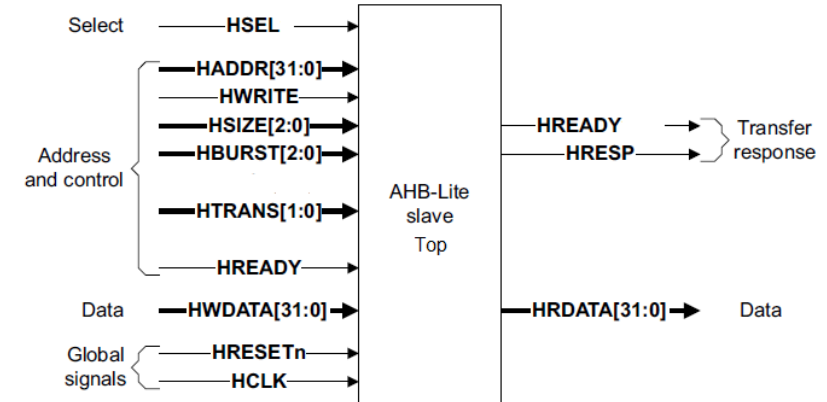 Select
HSEL
HADDR[31:0]
HWRITE
HSIZE[2:0]
HBURST[2:0]
Address
and control
HTRANS[1:0]
HREADY
Data
HWDATA[31:0]
Global
signals
HRESETn
HCLK
AHB-Lite
slave
Top
HREADY
HRESP
Transfer
response
HRDATA[31:0]
Data